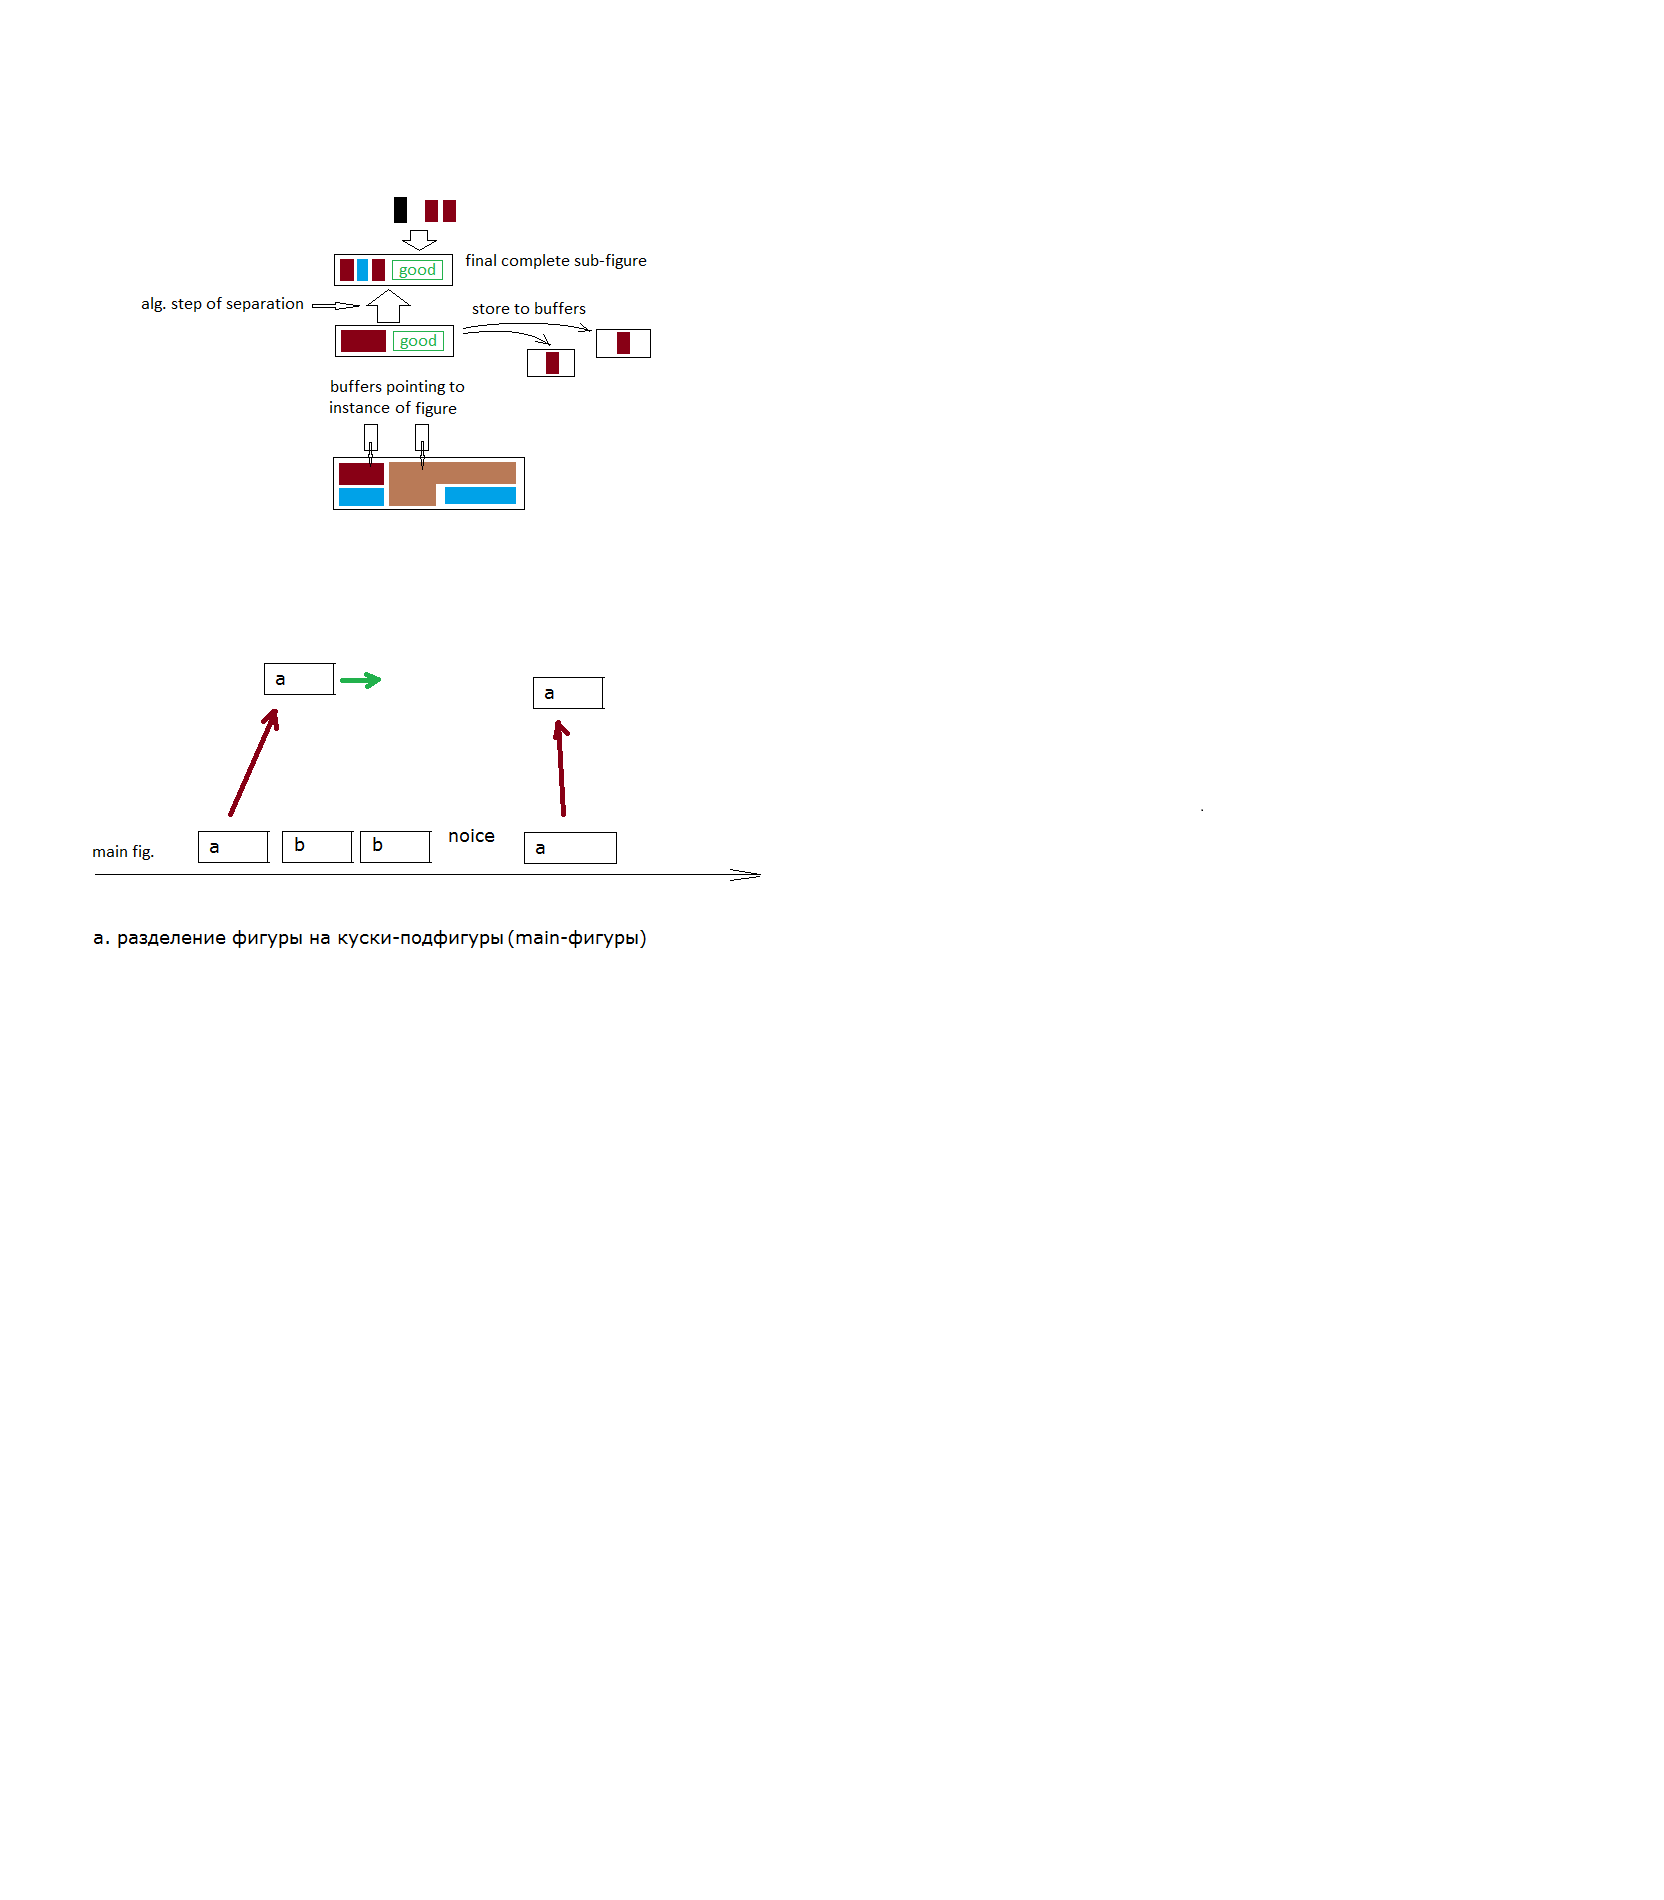 good
final complete sub-figure
alg. step of separation
store to buffers
good
buffers pointing to
instance of figure
a
a
main fig.
a
b
b
noice
a
а. разделение фигуры на куски-подфигуры (main-фигуры)